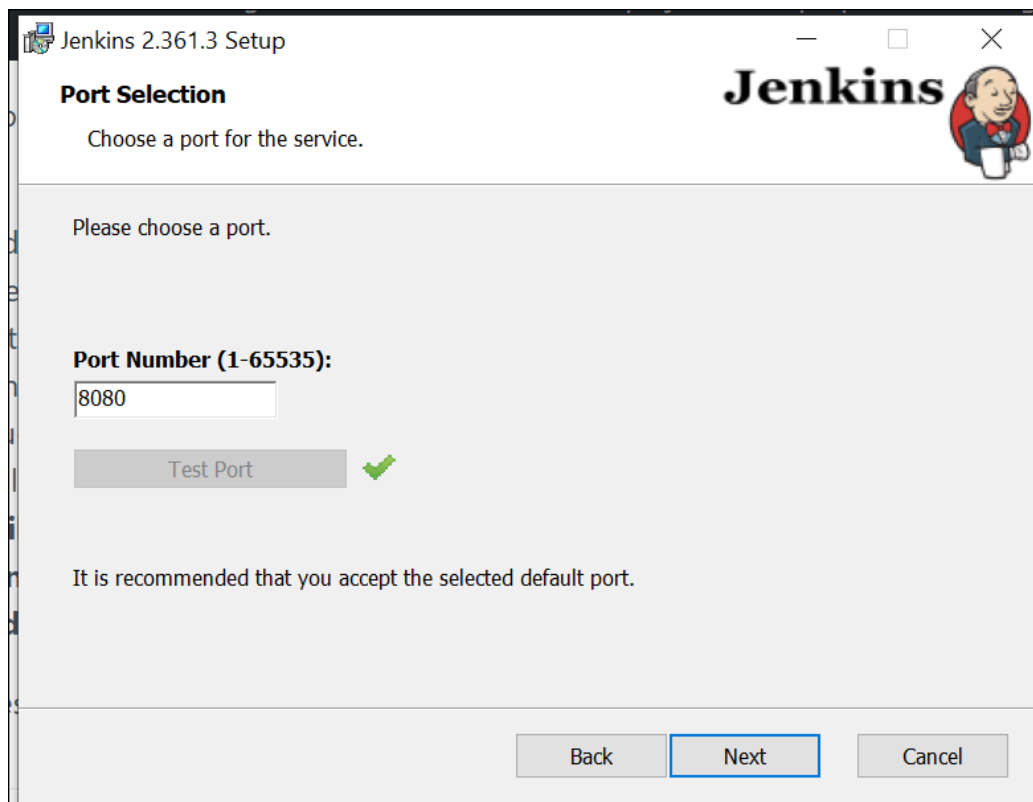 Jenkins 2.361.3 Setup
Port Selection
Jenkins
Choose a port for the service.
Please choose a port.
Port Number (1-65535):
8080
Test Port
It is recommended that you accept the selected default port.
Back
Next
Cancel